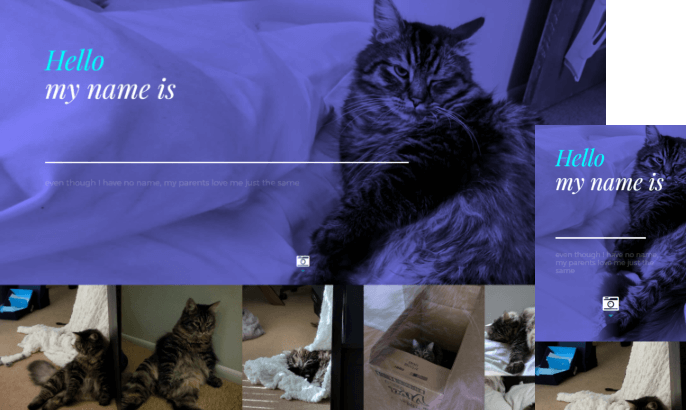 Hello
my name is
even though I have no name, my parents love me just the same
Hello
my name is
even though I have no name,
my parents love me just the
same